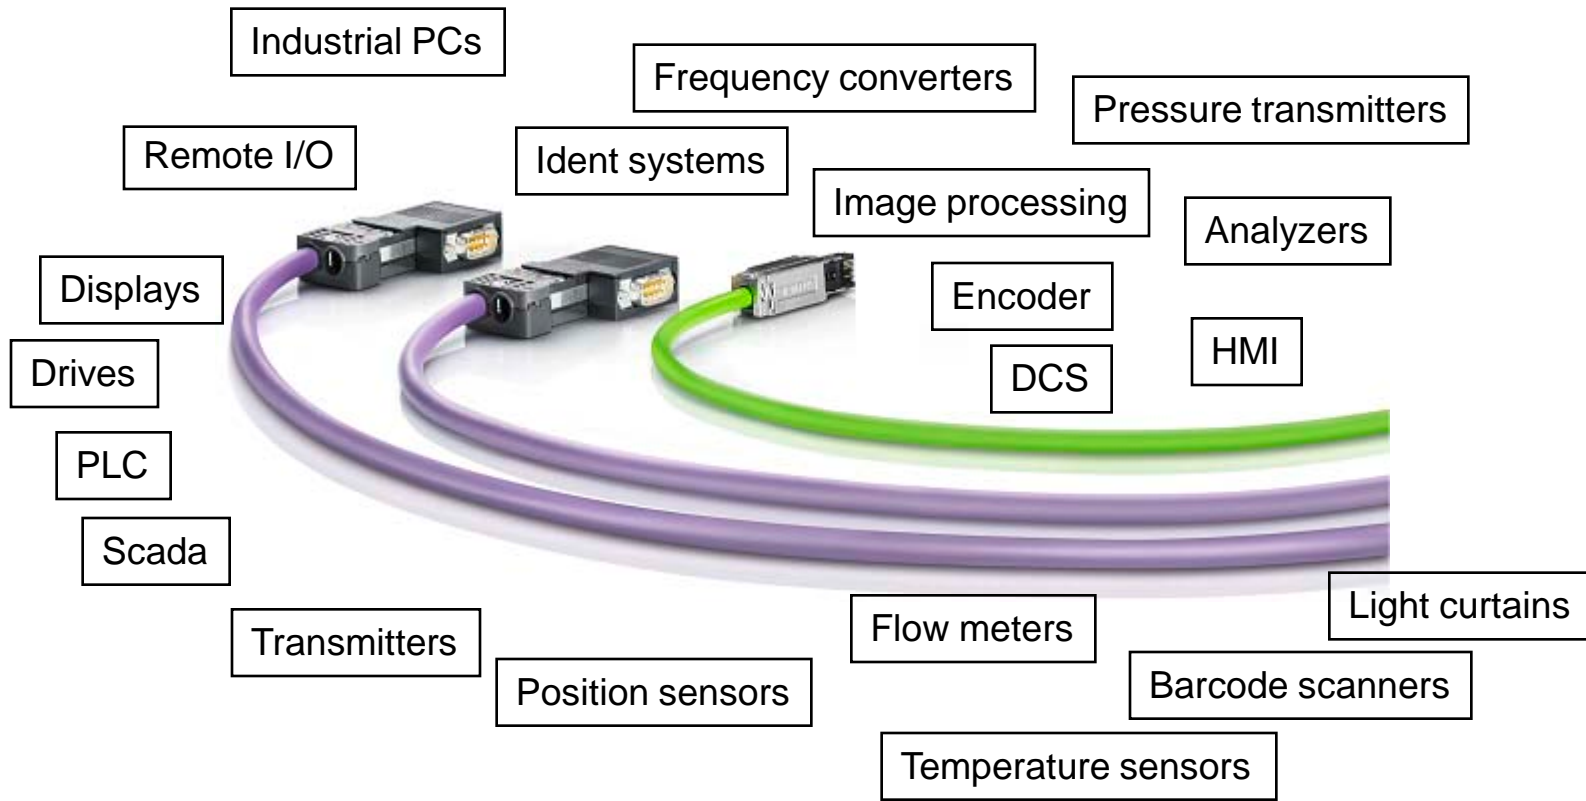 Industrial PCs
Frequency converters
Pressure transmitters
Remote I/O
Ident systems
Image processing
Analyzers
Displays
Encoder
Drives
DCS
HMI
PLC
Scada
Light curtains
Transmitters
Flow meters
Position sensors
Barcode scanners
Temperature sensors